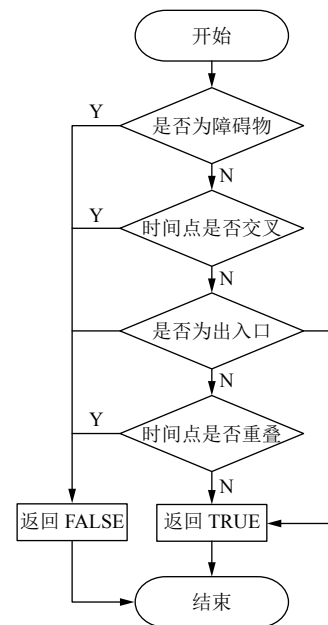 开始
Y
是否为障碍物
N
Y
时间点是否交叉
N
是否为出入口
N
Y
时间点是否重叠
N
返回 FALSE
返回 TRUE
结束